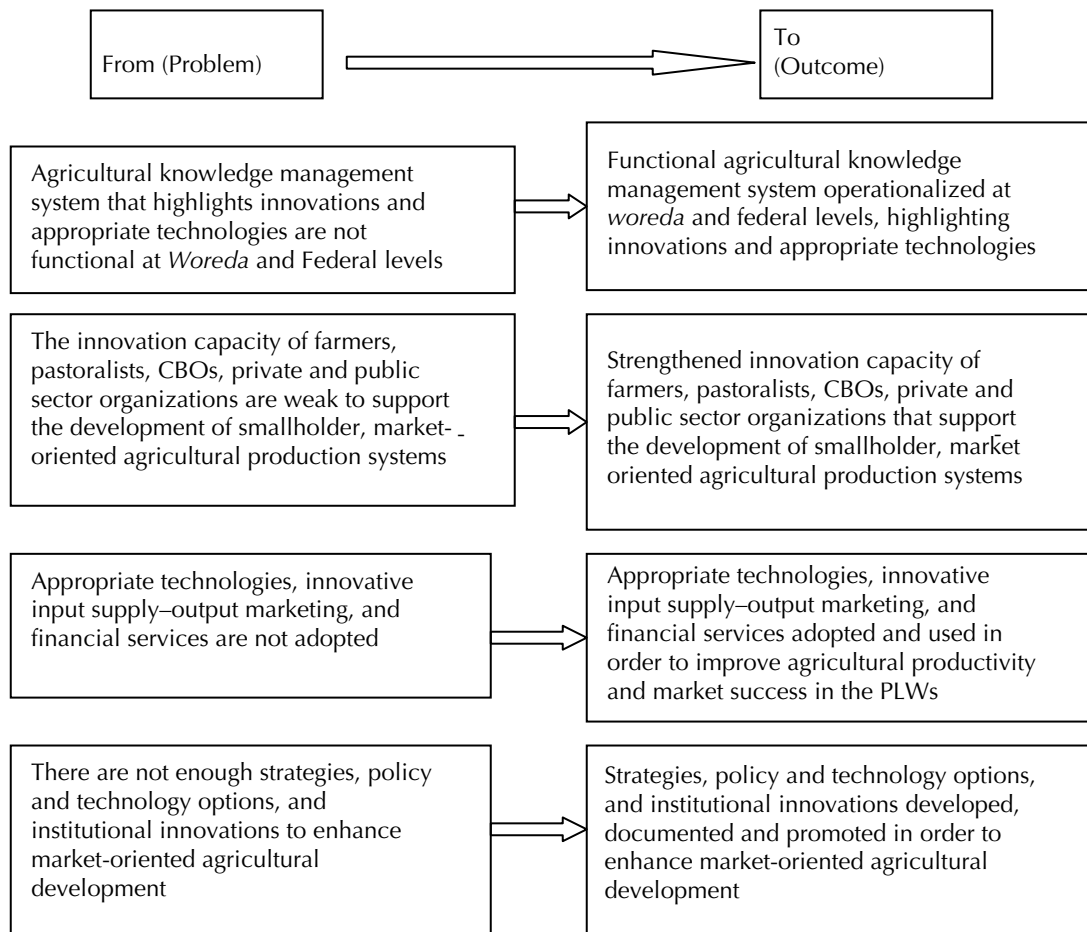 From (Problem)
To
(Outcome)
Agricultural knowledge management
system that highlights innovations and
appropriate technologies are not
functional at Woreda and Federal levels
Functional agricultural knowledge
management system operationalized at
woreda and federal levels, highlighting
innovations and appropriate technologies
The innovation capacity of farmers,
pastoralists, CBOs, private and public
sector organizations are weak to support
the development of smallholder, market-
oriented agricultural production systems
Strengthened innovation capacity of
farmers, pastoralists, CBOs, private and
public sector organizations that support
the development of smallholder, market-
oriented agricultural production systems
Appropriate technologies, innovative
input supply–output marketing, and
financial services are not adopted
Appropriate technologies, innovative
input supply–output marketing, and
financial services adopted and used in
order to improve agricultural productivity
and market success in the PLWs
There are not enough strategies, policy
and technology options, and
institutional innovations to enhance
market-oriented agricultural
development
Strategies, policy and technology options,
and institutional innovations developed,
documented and promoted in order to
enhance market-oriented agricultural
development